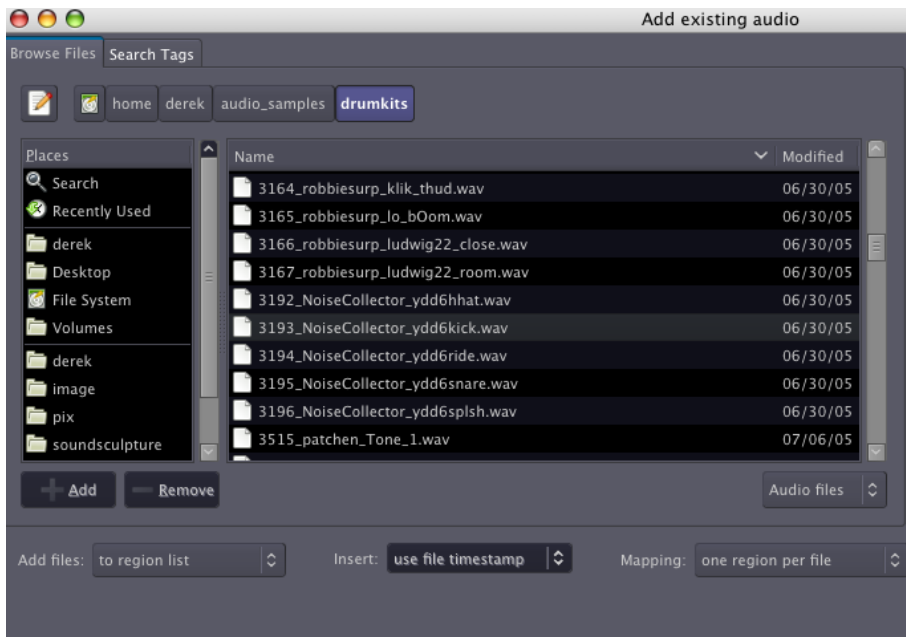 Add existing audio
Browse Files Search Tags
home derek audio_samples drumkits
Places
Search
Recently Used
derek
Desktop
File System
Volumes
derek
image
pix
soundsculpture
Name Modified
3164_robbiesurp_klik_thud.wav 06/30/05
3165_robbiesurp_lo_bOom.wav 06/30/05
3166_robbiesurp_ludwig22_close.wav 06/30/05
3167_robbiesurp_ludwig22_room.wav 06/30/05
3192_NoiseCollector_ydd6hhat.wav 06/30/05
3193_NoiseCollector_ydd6kick.wav 06/30/05
3194_NoiseCollector_ydd6ride.wav 06/30/05
3195_NoiseCollector_ydd6snare.wav 06/30/05
3196_NoiseCollector_ydd6splsh.wav 06/30/05
3515_patchen_Tone_1.wav 07/06/05
Add Remove Audio files
Add files: to region list Insert: use file timestamp Mapping: one region per file